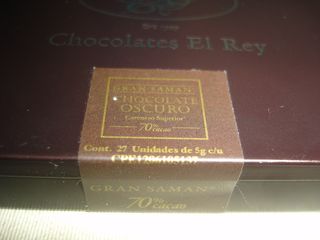 Chocolates El Rey
GRAN SAMAN
CHOCOLATE
OSCURO
Carenero Superior
70% cacao
Cont. 27 Unidades de 5g c/u
GRAN SAMAN
70% cacao